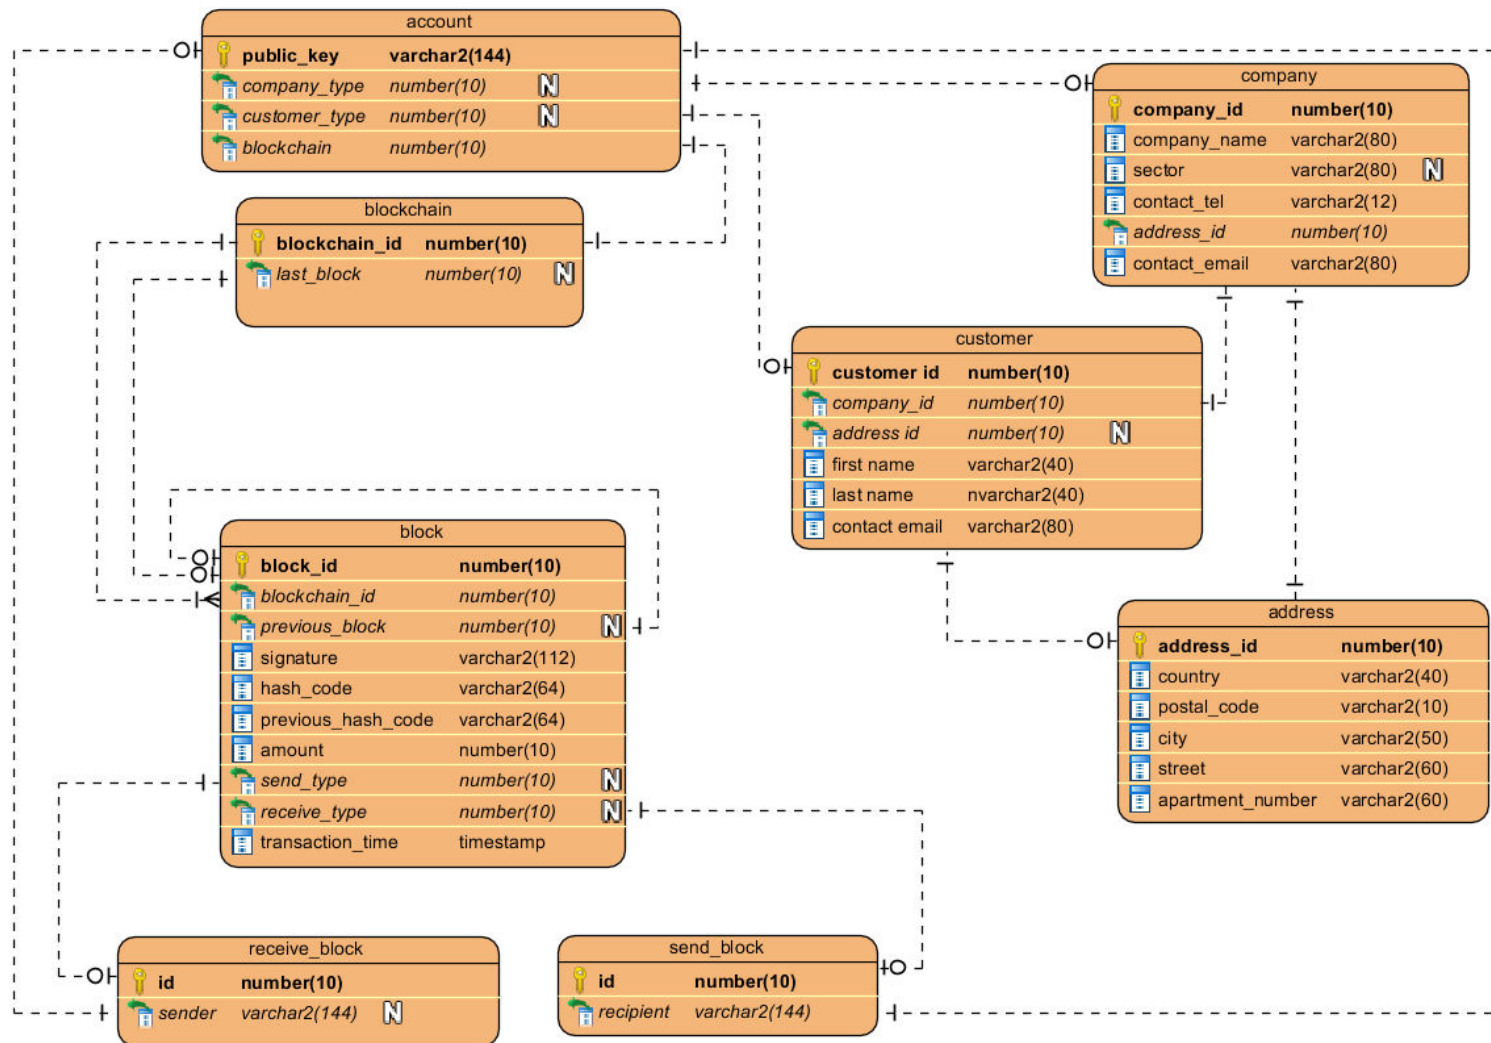 account
public_key varchar2(144)
company_type number(10) N
customer_type number(10) N
blockchain number(10)
company
company_id number(10)
company_name varchar2(80)
sector varchar2(80) N
contact_tel varchar2(12)
address_id number(10)
contact_email varchar2(80)
blockchain
blockchain_id number(10)
last_block number(10) N
customer
customer id number(10)
company_id number(10)
address id number(10) N
first name varchar2(40)
last name nvarchar2(40)
contact email varchar2(80)
block
block_id number(10)
blockchain_id number(10)
previous_block number(10) N
signature varchar2(112)
hash_code varchar2(64)
previous_hash_code varchar2(64)
amount number(10)
send_type number(10) N
receive_type number(10) N
transaction_time timestamp
address
address_id number(10)
country varchar2(40)
postal_code varchar2(10)
city varchar2(50)
street varchar2(60)
apartment_number varchar2(60)
receive_block
id number(10)
sender varchar2(144) N
send_block
id number(10)
recipient varchar2(144)